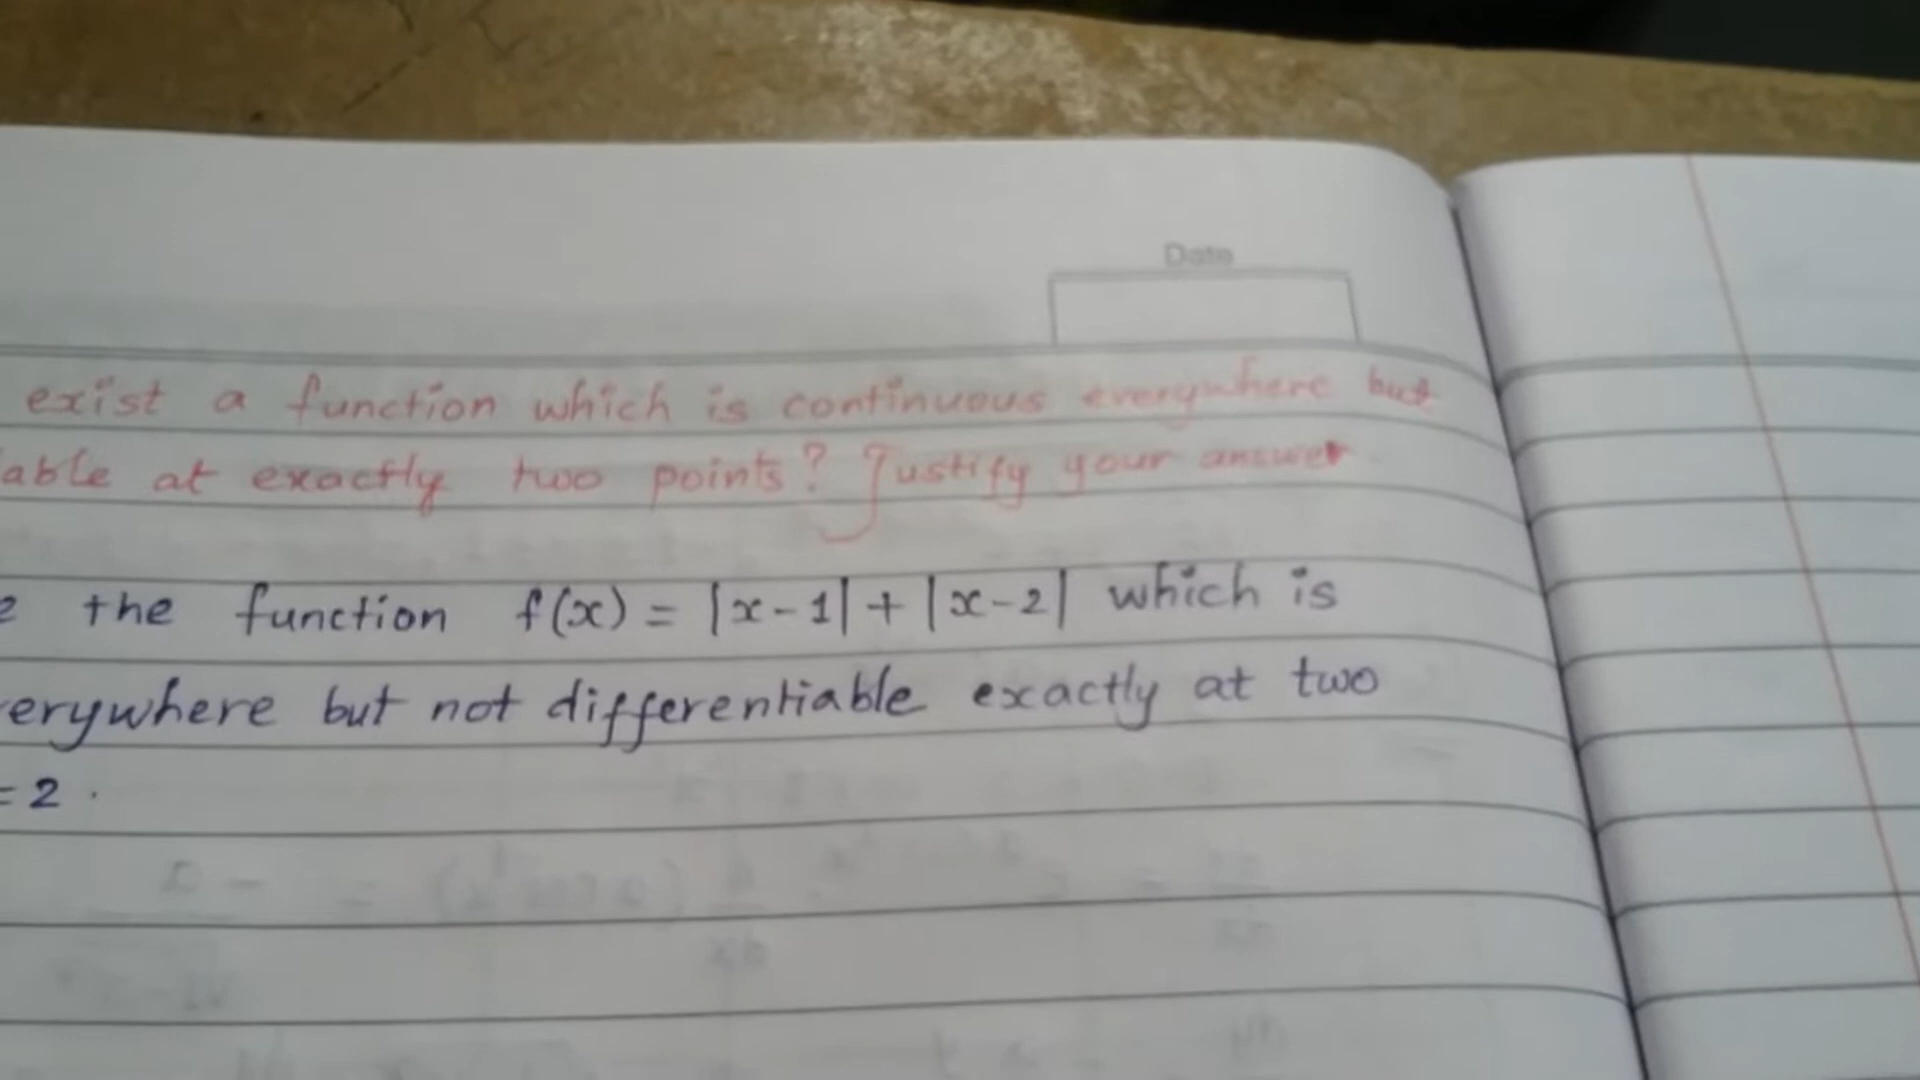 Date
exist a function which is continuous everywhere but
able at exactly two points? Justify your answer
the function f(x) = |x-1| + |x-2| which is
erywhere but not differentiable exactly at two
= 2.